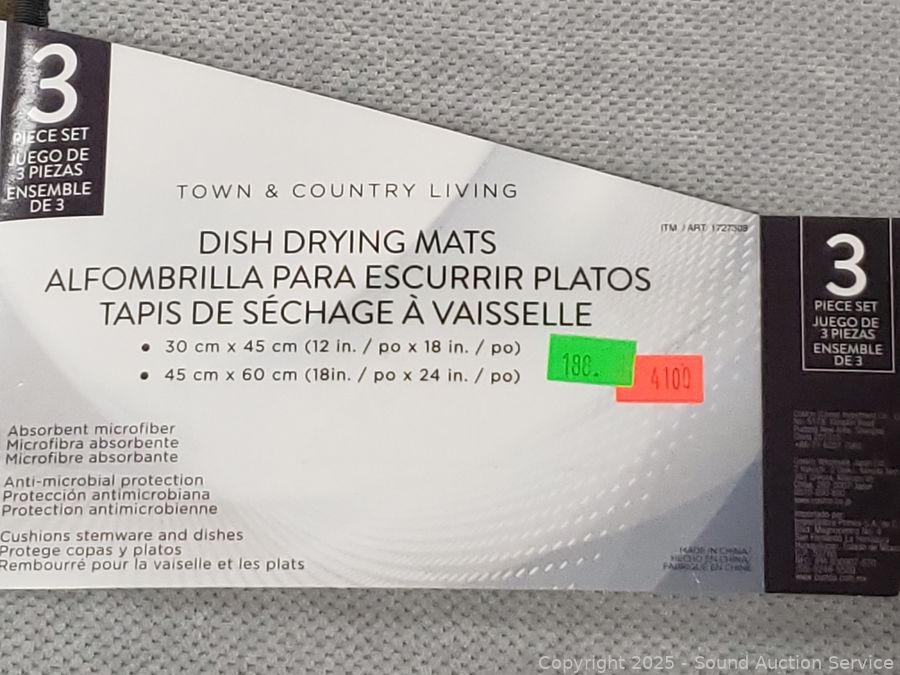 3
PIECE SET
JUEGO DE
3 PIEZAS
ENSEMBLE
DE 3
TOWN & COUNTRY LIVING
ITM. / ART. 1727509
DISH DRYING MATS
ALFOMBRILLA PARA ESCURRIR PLATOS
TAPIS DE SÉCHAGE À VAISSELLE
• 30 cm x 45 cm (12 in. / po x 18 in. / po)
• 45 cm x 60 cm (18in. / po x 24 in. / po)
188.
4100
Absorbent microfiber
Microfibra absorbente
Microfibre absorbante
Anti-microbial protection
Protección antimicrobiana
Protection antimicrobienne
Cushions stemware and dishes
Protege copas y platos
Rembourré pour la vaisselle et les plats
MADE IN CHINA/
HECHO EN CHINA/
FABRIQUÉ EN CHINE
3
PIECE SET
JUEGO DE
3 PIEZAS
ENSEMBLE
DE 3
Copyright 2025 - Sound Auction Service